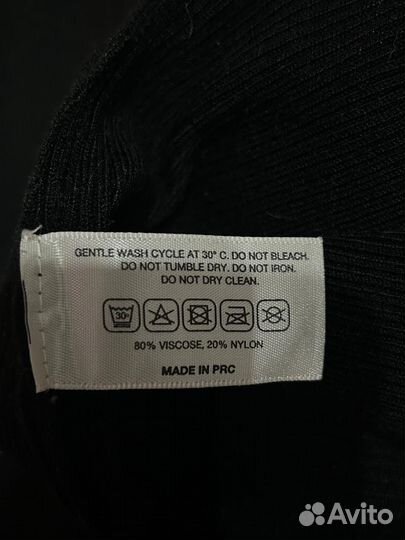 GENTLE WASH CYCLE AT 30° C. DO NOT BLEACH.
DO NOT TUMBLE DRY. DO NOT IRON.
DO NOT DRY CLEAN.
30°
80% VISCOSE, 20% NYLON
MADE IN PRC
Avito